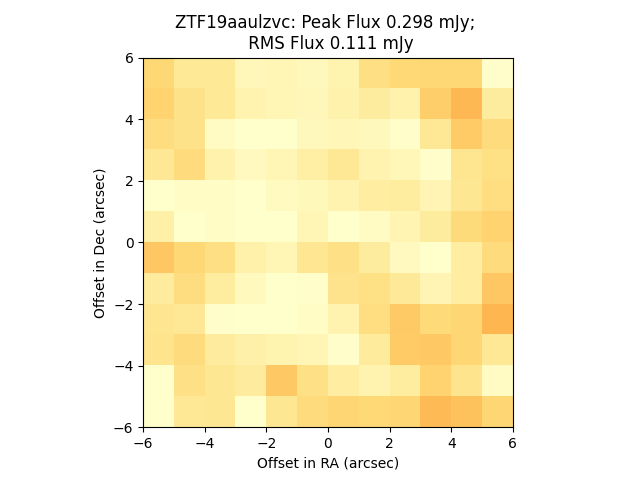 ZTF19aaulzvc: Peak Flux 0.298 mJy;
RMS Flux 0.111 mJy
6
4
2
0
−2
−4
−6
Offset in Dec (arcsec)
−6 −4 −2 0 2 4 6
Offset in RA (arcsec)